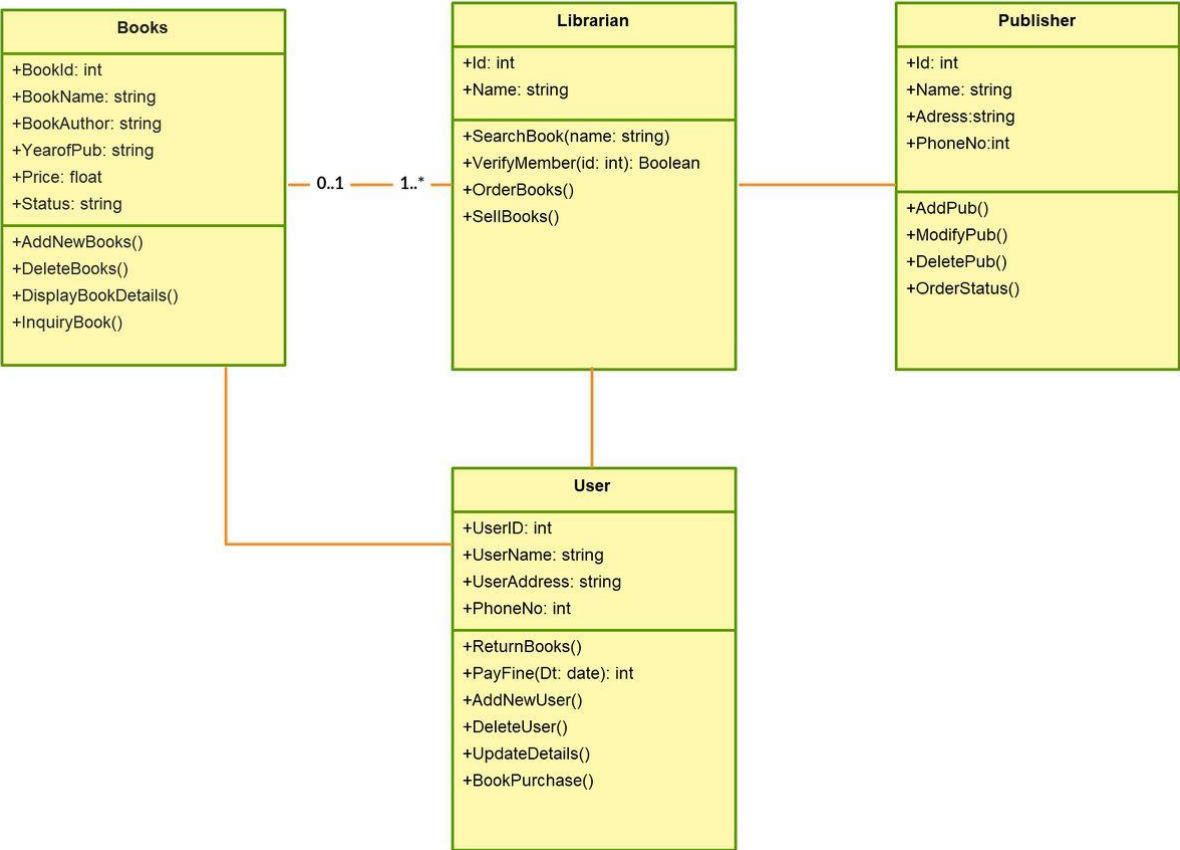 Books
+BookId: int
+BookName: string
+BookAuthor: string
+YearofPub: string
+Price: float
+Status: string
+AddNewBooks()
+DeleteBooks()
+DisplayBookDetails()
+InquiryBook()
0..1
1..*
Librarian
+Id: int
+Name: string
+SearchBook(name: string)
+VerifyMember(id: int): Boolean
+OrderBooks()
+SellBooks()
Publisher
+Id: int
+Name: string
+Adress:string
+PhoneNo:int
+AddPub()
+ModifyPub()
+DeletePub()
+OrderStatus()
User
+UserID: int
+UserName: string
+UserAddress: string
+PhoneNo: int
+ReturnBooks()
+PayFine(Dt: date): int
+AddNewUser()
+DeleteUser()
+UpdateDetails()
+BookPurchase()